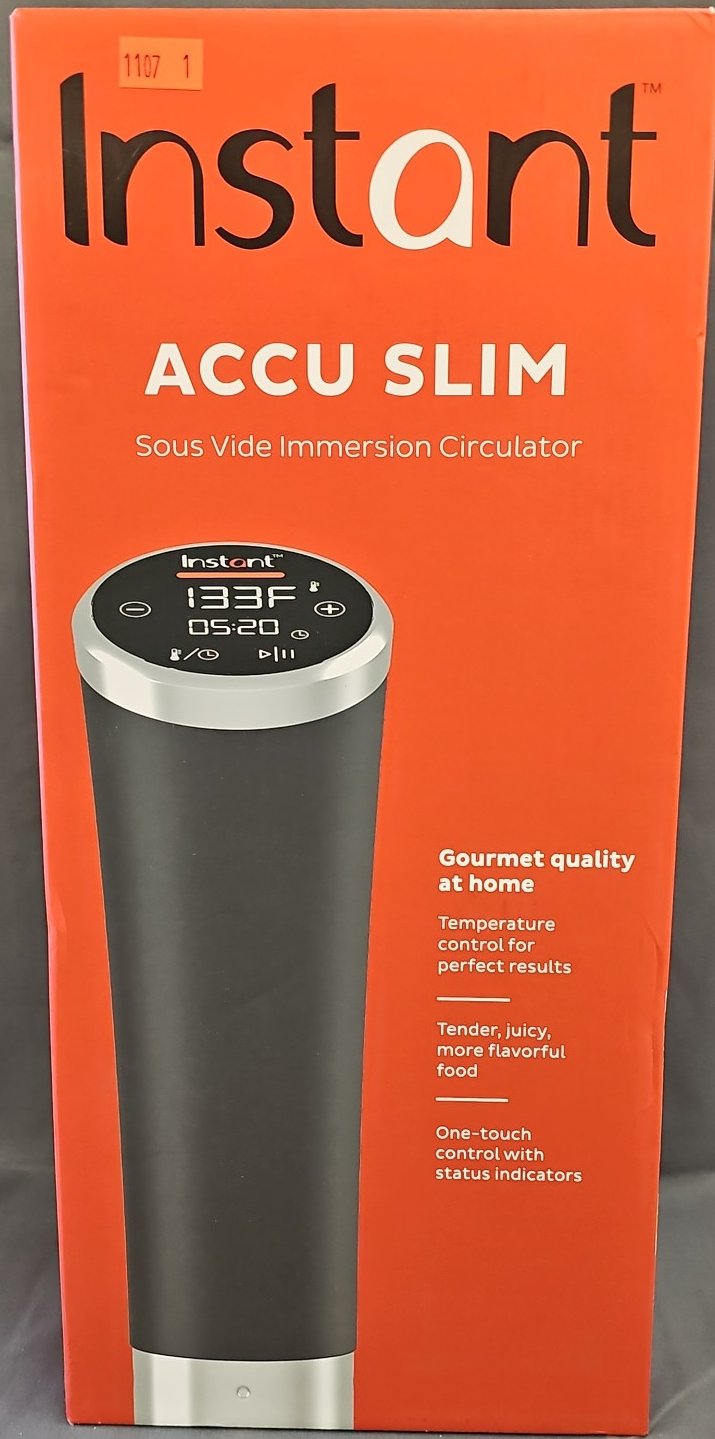 1107 1
Instant™
ACCU SLIM
Sous Vide Immersion Circulator
Instant™
133F
05:20
Gourmet quality
at home
Temperature
control for
perfect results
Tender, juicy,
more flavorful
food
One-touch
control with
status indicators